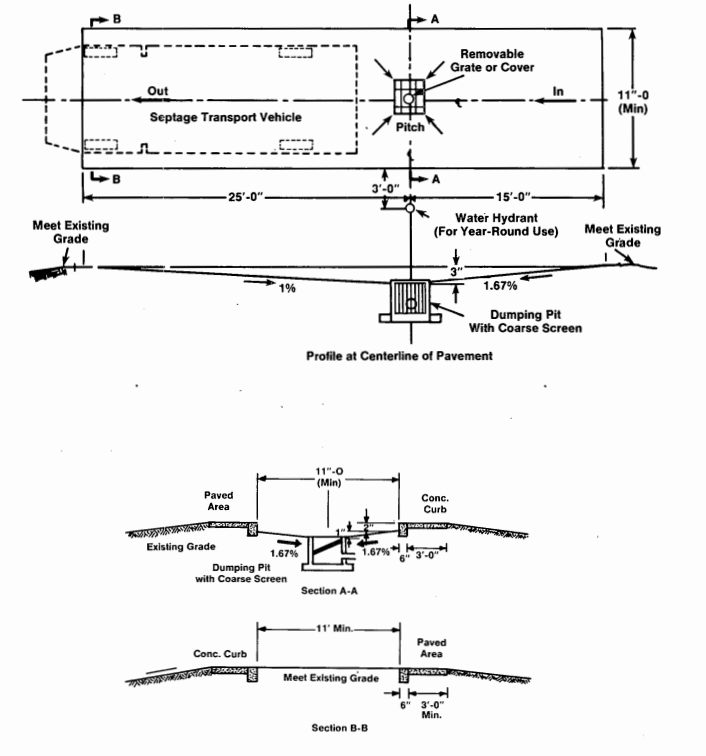 B
A
Removable
Grate or Cover
Out
In
11"-0
(Min)
Septage Transport Vehicle
Pitch
B
A
3'-0"
25'-0"
15'-0"
Water Hydrant
(For Year-Round Use)
Meet Existing
Grade
Meet Existing
Grade
3"
1%
1.67%
Dumping Pit
With Coarse Screen
Profile at Centerline of Pavement
11"-O
(Min)
Paved
Area
Conc.
Curb
1"
Existing Grade
1.67%
1.67%
6"
3'-0"
Dumping Pit
with Coarse Screen
Section A-A
11' Min.
Conc. Curb
Paved
Area
Meet Existing Grade
6"
3'-0"
Min.
Section B-B